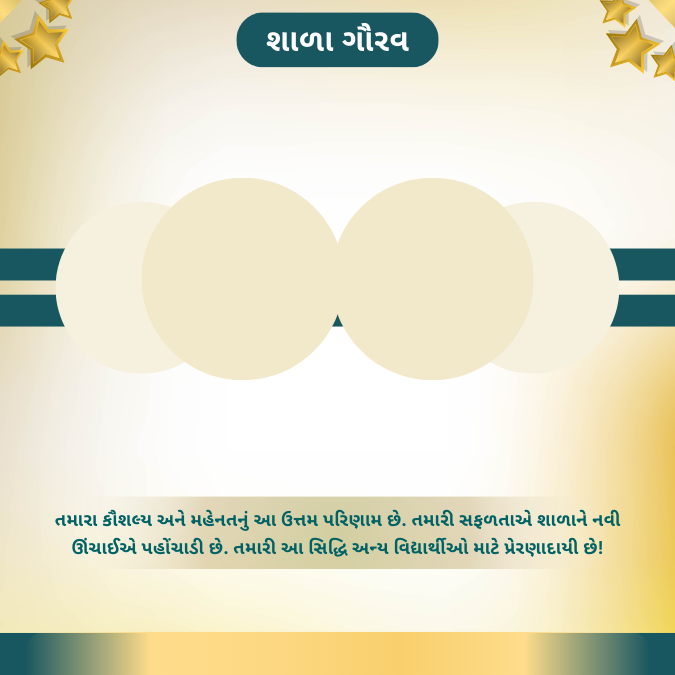 શાળા ગૌરવ
તમારા કૌશલ્ય અને મહેનતનું આ ઉત્તમ પરિણામ છે. તમારી સફળતાએ શાળાને નવી
ઊંચાઈએ પહોંચાડી છે. તમારી આ સિદ્ધિ અન્ય વિદ્યાર્થીઓ માટે પ્રેરણાદાયી છે!